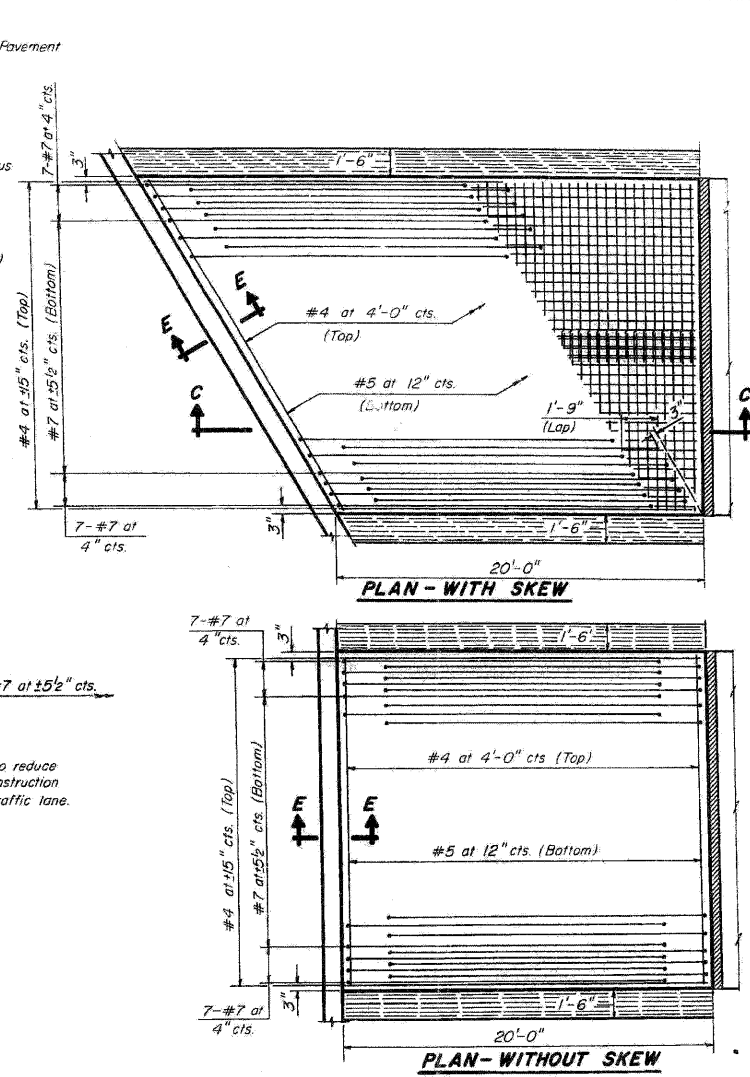 Pavement
7-#7 at 4" cts.
3"
us
1'-6"
)
#4 at ±15" cts. (Top)
#7 at ±5½" cts. (Bottom)
E
E
#4 at 4'-0" cts.
(Top)
C
#5 at 12" cts.
(Bottom)
1'-9"
(Lap)
3"
C
7-#7 at
4" cts.
3"
1'-6"
20'-0"
PLAN - WITH SKEW
7-#7 at
4" cts.
3"
1'-6"
7 at ±5½" cts.
#4 at ±15" cts. (Top)
#7 at ±5½" cts. (Bottom)
#4 at 4'-0" cts (Top)
o reduce
nstruction
raffic lane.
E
E
#5 at 12" cts. (Bottom)
7-#7 at
4" cts.
3"
1'-6"
20'-0"
PLAN - WITHOUT SKEW